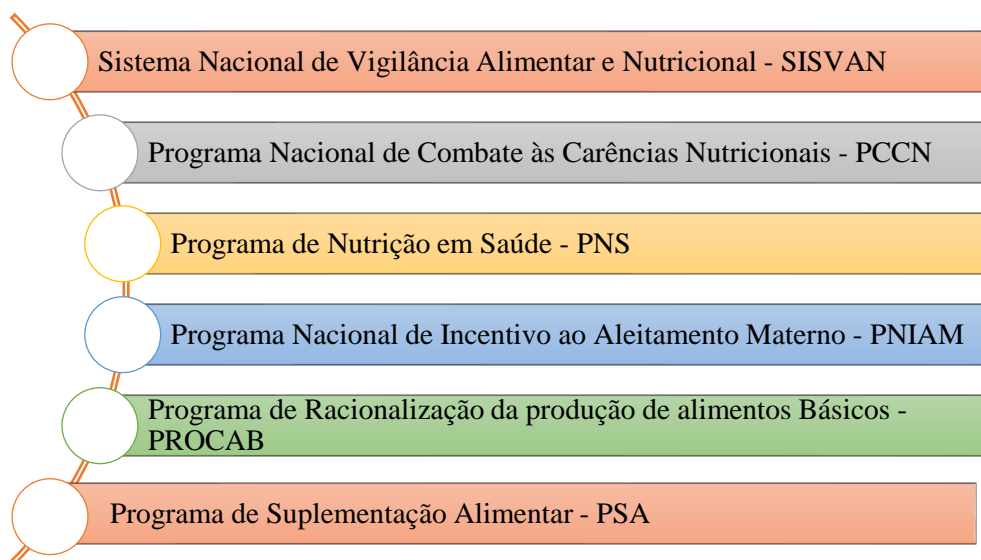 Sistema Nacional de Vigilância Alimentar e Nutricional - SISVAN
Programa Nacional de Combate às Carências Nutricionais - PCCN
Programa de Nutrição em Saúde - PNS
Programa Nacional de Incentivo ao Aleitamento Materno - PNIAM
Programa de Racionalização da produção de alimentos Básicos -
PROCAB
Programa de Suplementação Alimentar - PSA